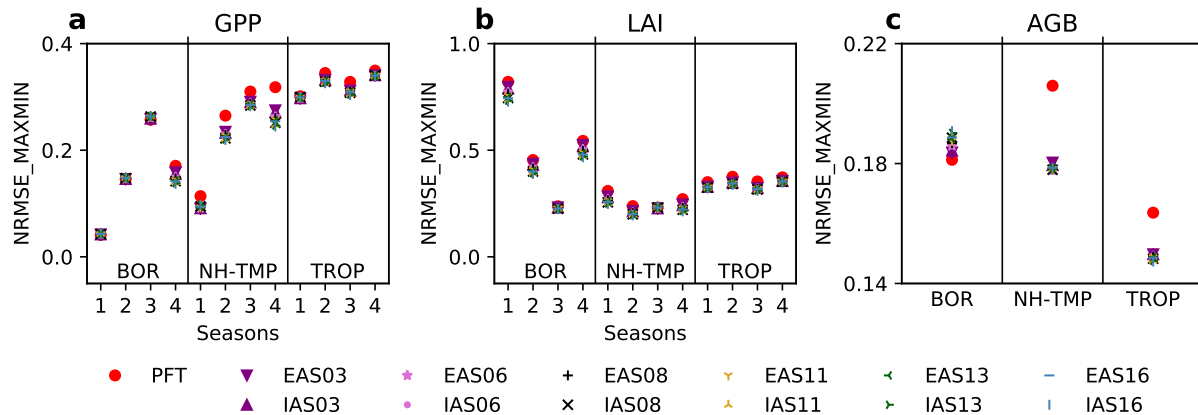 a GPP
b LAI
c AGB
NRMSE_MAXMIN
0.4
0.2
0.0
BOR NH-TMP TROP
1 2 3 4 1 2 3 4 1 2 3 4
Seasons
NRMSE_MAXMIN
1.0
0.5
0.0
BOR NH-TMP TROP
1 2 3 4 1 2 3 4 1 2 3 4
Seasons
NRMSE_MAXMIN
0.22
0.18
0.14
BOR NH-TMP TROP
PFT EAS03 EAS06 EAS08 EAS11 EAS13 EAS16
IAS03 IAS06 IAS08 IAS11 IAS13 IAS16